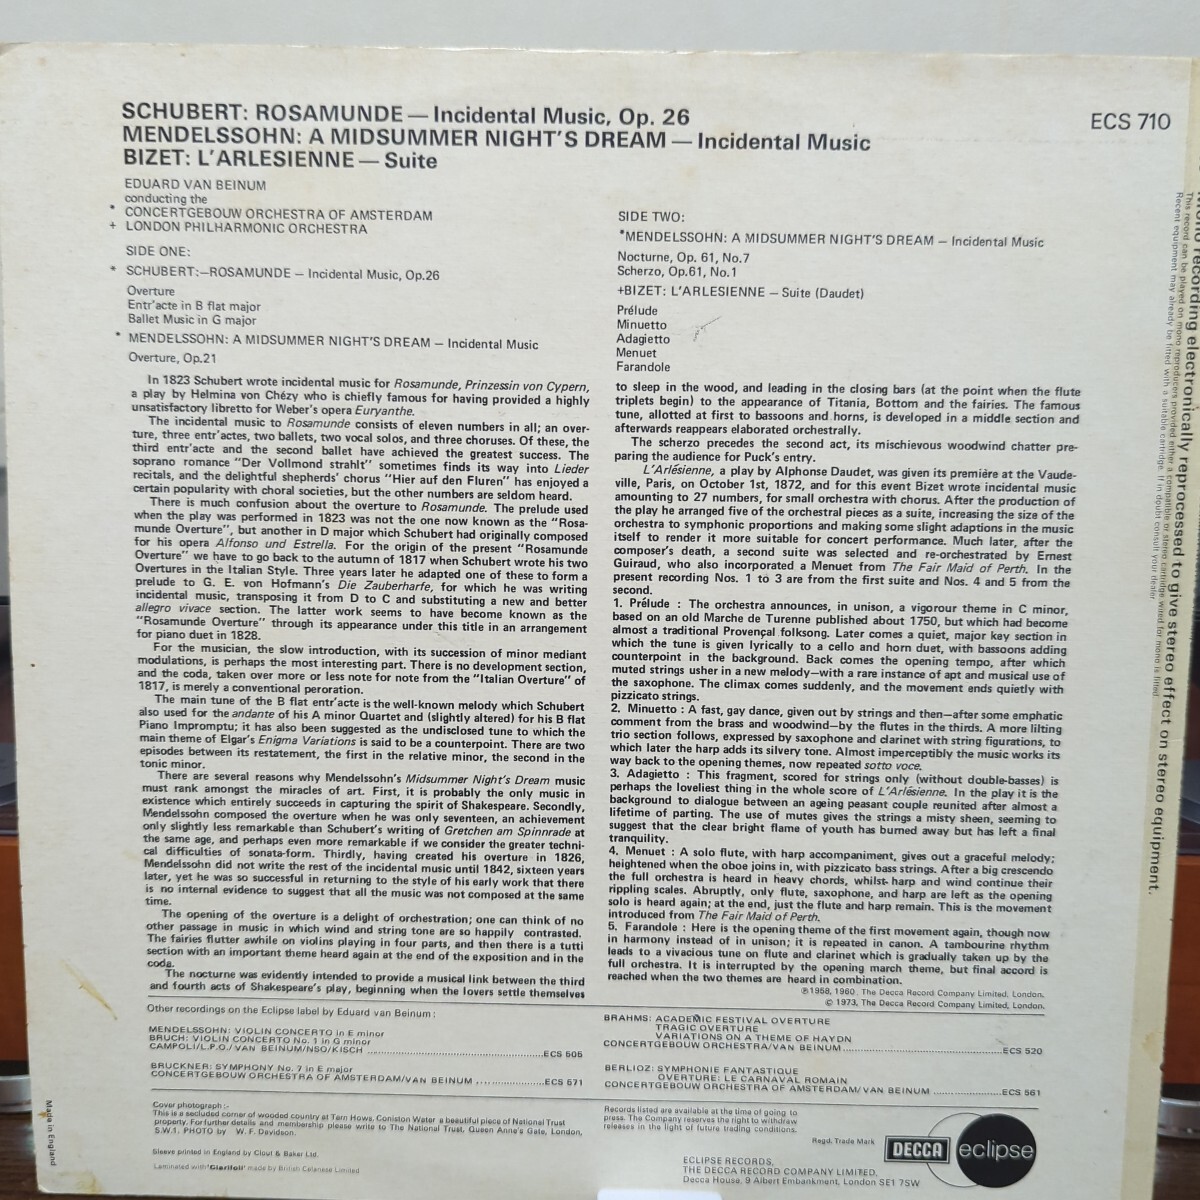 SCHUBERT: ROSAMUNDE — Incidental Music, Op. 26
MENDELSSOHN: A MIDSUMMER NIGHT'S DREAM — Incidental Music
BIZET: L'ARLESIENNE — Suite
ECS 710
EDUARD VAN BEINUM
conducting the
* CONCERTGEBOUW ORCHESTRA OF AMSTERDAM
+ LONDON PHILHARMONIC ORCHESTRA
SIDE ONE:
* SCHUBERT:—ROSAMUNDE — Incidental Music, Op.26
Overture
Entr'acte in B flat major
Ballet Music in G major
* MENDELSSOHN: A MIDSUMMER NIGHT'S DREAM — Incidental Music
Overture, Op.21
SIDE TWO:
*MENDELSSOHN: A MIDSUMMER NIGHT'S DREAM — Incidental Music
Nocturne, Op. 61, No.7
Scherzo, Op.61, No.1
+BIZET: L'ARLESIENNE — Suite (Daudet)
Prélude
Minuetto
Adagietto
Menuet
Farandole
In 1823 Schubert wrote incidental music for Rosamunde, Prinzessin von Cypern,
a play by Helmina von Chézy who is chiefly famous for having provided a highly
unsatisfactory libretto for Weber's opera Euryanthe.
The incidental music to Rosamunde consists of eleven numbers in all; an over-
ture, three entr'actes, two ballets, two vocal solos, and three choruses. Of these, the
third entr'acte and the second ballet have achieved the greatest success. The
soprano romance "Der Vollmond strahlt" sometimes finds its way into Lieder
recitals, and the delightful shepherds' chorus "Hier auf den Fluren" has enjoyed a
certain popularity with choral societies, but the other numbers are seldom heard.
There is much confusion about the overture to Rosamunde. The prelude used
when the play was performed in 1823 was not the one now known as the "Rosa-
munde Overture", but another in D major which Schubert had originally composed
for his opera Alfonso und Estrella. For the origin of the present "Rosamunde
Overture" we have to go back to the autumn of 1817 when Schubert wrote his two
Overtures in the Italian Style. Three years later he adapted one of these to form a
prelude to G. E. von Hofmann's Die Zauberharfe, for which he was writing
incidental music, transposing it from D to C and substituting a new and better
allegro vivace section. The latter work seems to have become known as the
"Rosamunde Overture" through its appearance under this title in an arrangement
for piano duet in 1828.
For the musician, the slow introduction, with its succession of minor mediant
modulations, is perhaps the most interesting part. There is no development section,
and the coda, taken over more or less note for note from the "Italian Overture" of
1817, is merely a conventional peroration.
The main tune of the B flat entr'acte is the well-known melody which Schubert
also used for the andante of his A minor Quartet and (slightly altered) for his B flat
Piano Impromptu; it has also been suggested as the undisclosed tune to which the
main theme of Elgar's Enigma Variations is said to be a counterpoint. There are two
episodes between its restatement, the first in the relative minor, the second in the
tonic minor.
There are several reasons why Mendelssohn's Midsummer Night's Dream music
must rank amongst the miracles of art. First, it is probably the only music in
existence which entirely succeeds in capturing the spirit of Shakespeare. Secondly,
Mendelssohn composed the overture when he was only seventeen, an achievement
only slightly less remarkable than Schubert's writing of Gretchen am Spinnrade at
the same age, and perhaps even more remarkable if we consider the greater techni-
cal difficulties of sonata-form. Thirdly, having created his overture in 1826,
Mendelssohn did not write the rest of the incidental music until 1842, sixteen years
later, yet he was so successful in returning to the style of his early work that there
is no internal evidence to suggest that all the music was not composed at the same
time.
The opening of the overture is a delight of orchestration; one can think of no
other passage in music in which wind and string tone are so happily contrasted.
The fairies flutter awhile on violins playing in four parts, and then there is a tutti
section with an important theme heard again at the end of the exposition and in the
coda.
The nocturne was evidently intended to provide a musical link between the third
and fourth acts of Shakespeare's play, beginning when the lovers settle themselves
to sleep in the wood, and leading in the closing bars (at the point when the flute
triplets begin) to the appearance of Titania, Bottom and the fairies. The famous
tune, allotted at first to bassoons and horns, is developed in a middle section and
afterwards reappears elaborated orchestrally.
The scherzo precedes the second act, its mischievous woodwind chatter pre-
paring the audience for Puck's entry.
L'Arlésienne, a play by Alphonse Daudet, was given its première at the Vaude-
ville, Paris, on October 1st, 1872, and for this event Bizet wrote incidental music
amounting to 27 numbers, for small orchestra with chorus. After the production of
the play he arranged five of the orchestral pieces as a suite, increasing the size of the
orchestra to symphonic proportions and making some slight adaptions in the music
itself to render it more suitable for concert performance. Much later, after the
composer's death, a second suite was selected and re-orchestrated by Ernest
Guiraud, who also incorporated a Menuet from The Fair Maid of Perth. In the
present recording Nos. 1 to 3 are from the first suite and Nos. 4 and 5 from the
second.
1. Prélude : The orchestra announces, in unison, a vigorour theme in C minor,
based on an old Marche de Turenne published about 1750, but which had become
almost a traditional Provençal folksong. Later comes a quiet, major key section in
which the tune is given lyrically to a cello and horn duet, with bassoons adding
counterpoint in the background. Back comes the opening tempo, after which
muted strings usher in a new melody—with a rare instance of apt and musical use of
the saxophone. The climax comes suddenly, and the movement ends quietly with
pizzicato strings.
2. Minuetto : A fast, gay dance, given out by strings and then—after some emphatic
comment from the brass and woodwind—by the flutes in the thirds. A more lilting
trio section follows, expressed by saxophone and clarinet with string figurations, to
which later the harp adds its silvery tone. Almost imperceptibly the music works its
way back to the opening themes, now repeated sotto voce.
3. Adagietto : This fragment, scored for strings only (without double-basses) is
perhaps the loveliest thing in the whole score of L'Arlésienne. In the play it is the
background to dialogue between an ageing peasant couple reunited after almost a
lifetime of parting. The use of mutes gives the strings a misty sheen, seeming to
suggest that the clear bright flame of youth has burned away but has left a final
tranquility.
4. Menuet : A solo flute, with harp accompaniment, gives out a graceful melody;
heightened when the oboe joins in, with pizzicato bass strings. After a big crescendo
the full orchestra is heard in heavy chords, whilst harp and wind continue their
rippling scales. Abruptly, only flute, saxophone, and harp are left as the opening
solo is heard again; at the end, just the flute and harp remain. This is the movement
introduced from The Fair Maid of Perth.
5. Farandole : Here is the opening theme of the first movement again, though now
in harmony instead of in unison; it is repeated in canon. A tambourine rhythm
leads to a vivacious tune on flute and clarinet which is gradually taken up by the
full orchestra. It is interrupted by the opening march theme, but final accord is
reached when the two themes are heard in combination.
℗ 1958, 1960, The Decca Record Company Limited, London.
© 1973, The Decca Record Company Limited, London.
Other recordings on the Eclipse label by Eduard van Beinum :
MENDELSSOHN: VIOLIN CONCERTO in E minor
BRUCH: VIOLIN CONCERTO No. 1 in G minor
CAMPOLI/L.P.O./VAN BEINUM/NSO/KISCH ........ ECS 606
BRUCKNER: SYMPHONY No. 7 in E major
CONCERTGEBOUW ORCHESTRA OF AMSTERDAM/VAN BEINUM ........ ECS 571
BRAHMS: ACADEMIC FESTIVAL OVERTURE
TRAGIC OVERTURE
VARIATIONS ON A THEME OF HAYDN
CONCERTGEBOUW ORCHESTRA/VAN BEINUM ........ ECS 520
BERLIOZ: SYMPHONIE FANTASTIQUE
OVERTURE: LE CARNAVAL ROMAIN
CONCERTGEBOUW ORCHESTRA OF AMSTERDAM/VAN BEINUM ........ ECS 561
Cover photograph :-
This is a secluded corner of wooded country at Tarn Hows, Coniston Water a beautiful piece of National Trust
property. For further details and membership please write to The National Trust, Queen Anne's Gate, London,
S.W.1. PHOTO by W. F. Davidson.
Sleeve printed in England by Clout & Baker Ltd.
Laminated with 'Clarifoil' made by British Celanese Limited
Records listed are available at the time of going to
press. The Company reserves the right to withdraw
releases in the light of future trading conditions.
Regd. Trade Mark
DECCA
eclipse
ECLIPSE RECORDS,
THE DECCA RECORD COMPANY LIMITED,
Decca House, 9 Albert Embankment, London SE1 7SW
Made in England
recording electronically reprocessed to give stereo effect on stereo equipment.
This record can be played on mono reproducers provided either a compatible or stereo cartridge wired for mono is fitted.
Recent equipment may already be fitted with a suitable cartridge. If in doubt consult your dealer